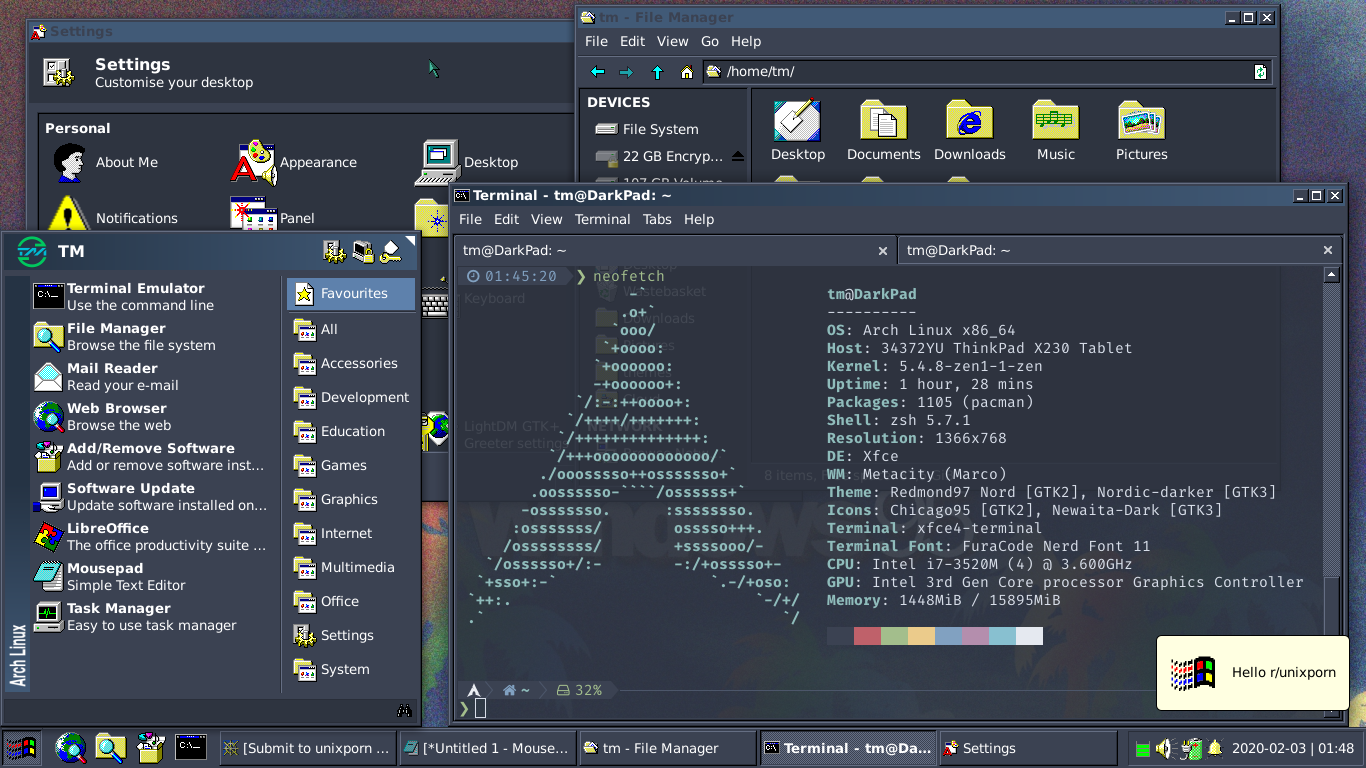 Settings
Settings
Customise your desktop
Personal
About Me
Appearance
Desktop
Notifications
Panel
tm - File Manager
File Edit View Go Help
/home/tm/
DEVICES
File System
22 GB Encryp...
107 GB Volume
Desktop
Documents
Downloads
Music
Pictures
Terminal - tm@DarkPad: ~
File Edit View Terminal Tabs Help
tm@DarkPad: ~
tm@DarkPad: ~
01:45:20 ❯ neofetch
Keyboard
Wastebasket
Downloads
LightDM GTK+
Greeter settings
NETWORK
tm@DarkPad
----------
OS: Arch Linux x86_64
Host: 34372YU ThinkPad X230 Tablet
Kernel: 5.4.8-zen1-1-zen
Uptime: 1 hour, 28 mins
Packages: 1105 (pacman)
Shell: zsh 5.7.1
Resolution: 1366x768
DE: Xfce
WM: Metacity (Marco)
Theme: Redmond97 Nord [GTK2], Nordic-darker [GTK3]
Icons: Chicago95 [GTK2], Newaita-Dark [GTK3]
Terminal: xfce4-terminal
Terminal Font: FuraCode Nerd Font 11
CPU: Intel i7-3520M (4) @ 3.600GHz
GPU: Intel 3rd Gen Core processor Graphics Controller
Memory: 1448MiB / 15895MiB
~ 32%
❯
TM
Terminal Emulator
Use the command line
File Manager
Browse the file system
Mail Reader
Read your e-mail
Web Browser
Browse the web
Add/Remove Software
Add or remove software inst...
Software Update
Update software installed on...
LibreOffice
The office productivity suite ...
Mousepad
Simple Text Editor
Task Manager
Easy to use task manager
Arch Linux
Favourites
All
Accessories
Development
Education
Games
Graphics
Internet
Multimedia
Office
Settings
System
Hello r/unixporn
[Submit to unixporn ...
[*Untitled 1 - Mouse...
tm - File Manager
Terminal - tm@Da...
Settings
2020-02-03 | 01:48